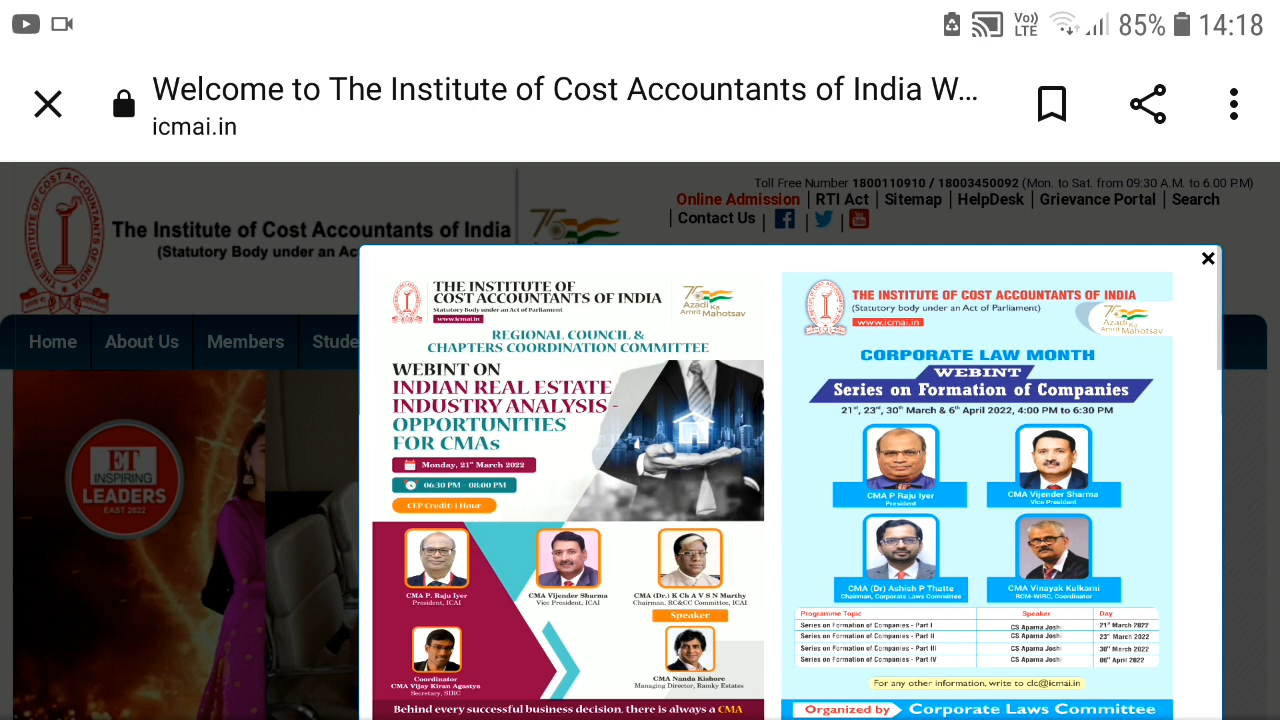 Vo))
LTE
85%
14:18
Welcome to The Institute of Cost Accountants of India W...
icmai.in
Toll Free Number 1800110910 / 18003450092 (Mon. to Sat. from 09:30 A.M. to 6.00 P.M)
Online Admission | RTI Act | Sitemap | HelpDesk | Grievance Portal | Search
| Contact Us | | |
You
The Institute of Cost Accountants of India
(Statutory Body under an Ac
Home
About Us
Members
Stude
ET
INSPIRING
LEADERS
EAST 2022
THE INSTITUTE OF
COST ACCOUNTANTS OF INDIA
Statutory Body under an Act of Parliament
www.icmai.in
75
Azadi Ka
Amrit Mahotsav
REGIONAL COUNCIL &
CHAPTERS COORDINATION COMMITTEE
WEBINT ON
INDIAN REAL ESTATE
INDUSTRY ANALYSIS -
OPPORTUNITIES
FOR CMAs
Monday, 21st March 2022
06:30 PM - 08:00 PM
CEP Credit: 1 Hour
CMA P. Raju Iyer
President, ICAI
CMA Vijender Sharma
Vice President, ICAI
CMA (Dr.) K Ch A V S N Murthy
Chairman, RC&CC Committee, ICAI
Speaker
Coordinator
CMA Vijay Kiran Agastya
Secretary, SIRC
CMA Nanda Kishore
Managing Director, Ramky Estates
Behind every successful business decision, there is always a CMA
THE INSTITUTE OF COST ACCOUNTANTS OF INDIA
(Statutory body under an Act of Parliament)
www.icmai.in
75
Azadi Ka
Amrit Mahotsav
CORPORATE LAW MONTH
WEBINT
Series on Formation of Companies
21st, 23rd, 30th March & 6th April 2022, 4:00 PM to 6:30 PM
CMA P Raju Iyer
President
CMA Vijender Sharma
Vice President
CMA (Dr) Ashish P Thatte
Chairman, Corporate Laws Committee
CMA Vinayak Kulkarni
RCM-WIRC, Coordinator
Programme Topic Speaker Day
Series on Formation of Companies - Part I CS Aparna Joshi 21st March 2022
Series on Formation of Companies - Part II CS Aparna Joshi 23rd March 2022
Series on Formation of Companies - Part III CS Aparna Joshi 30th March 2022
Series on Formation of Companies - Part IV CS Aparna Joshi 06th April 2022
For any other information, write to clc@icmai.in
Organized by Corporate Laws Committee